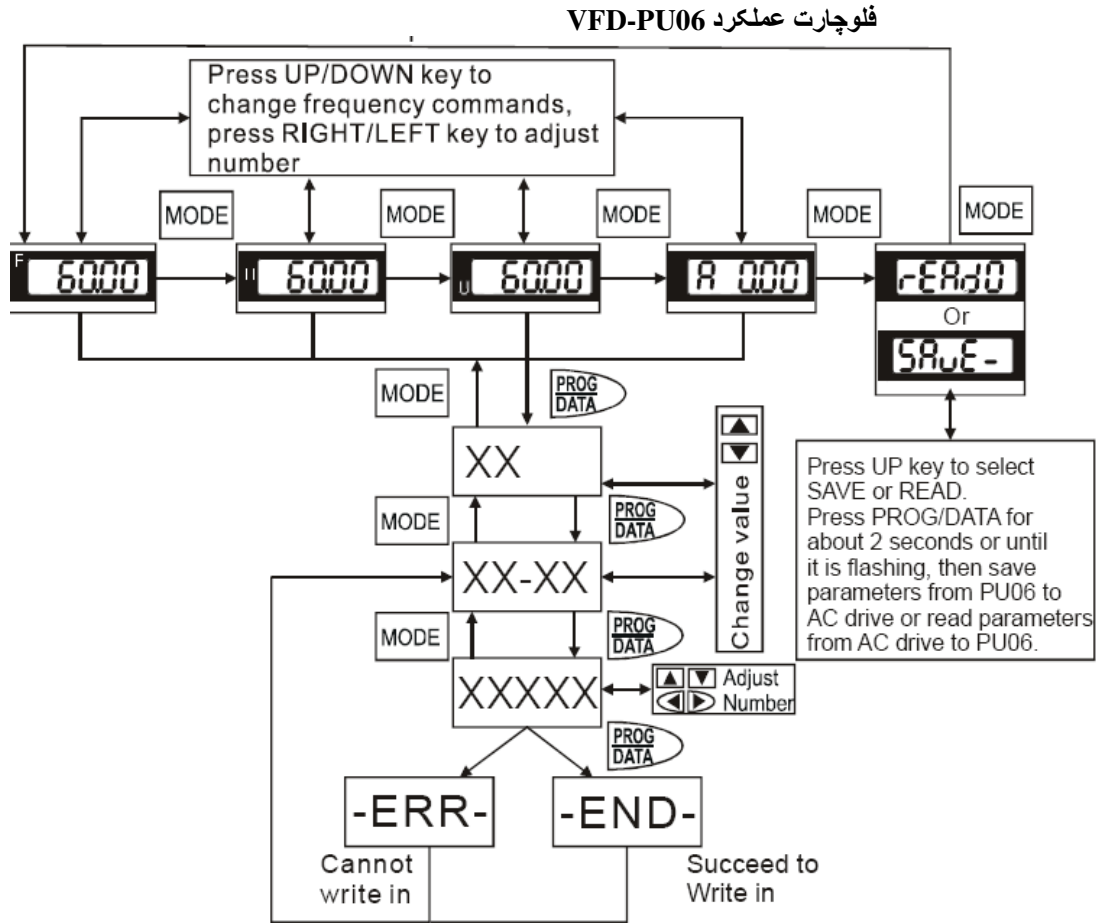 فلوچارت عملکرد VFD-PU06
Press UP/DOWN key to
change frequency commands,
press RIGHT/LEFT key to adjust
number
MODE
MODE
MODE
MODE
MODE
F 60.00
H 60.00
U 60.00
A 0.00
rEAd0
Or
SAvE-
MODE
PROG
DATA
XX
MODE
PROG
DATA
XX-XX
MODE
PROG
DATA
XXXXX
Change value
Adjust
Number
PROG
DATA
-ERR-
-END-
Cannot
write in
Succeed to
Write in
Press UP key to select
SAVE or READ.
Press PROG/DATA for
about 2 seconds or until
it is flashing, then save
parameters from PU06 to
AC drive or read parameters
from AC drive to PU06.